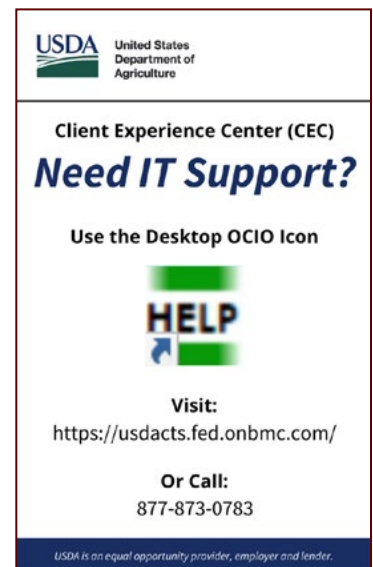 USDA
United States
Department of
Agriculture
Client Experience Center (CEC)
Need IT Support?
Use the Desktop OCIO Icon
HELP
Visit:
https://usdacts.fed.onbmc.com/
Or Call:
877-873-0783
USDA is an equal opportunity provider, employer and lender.